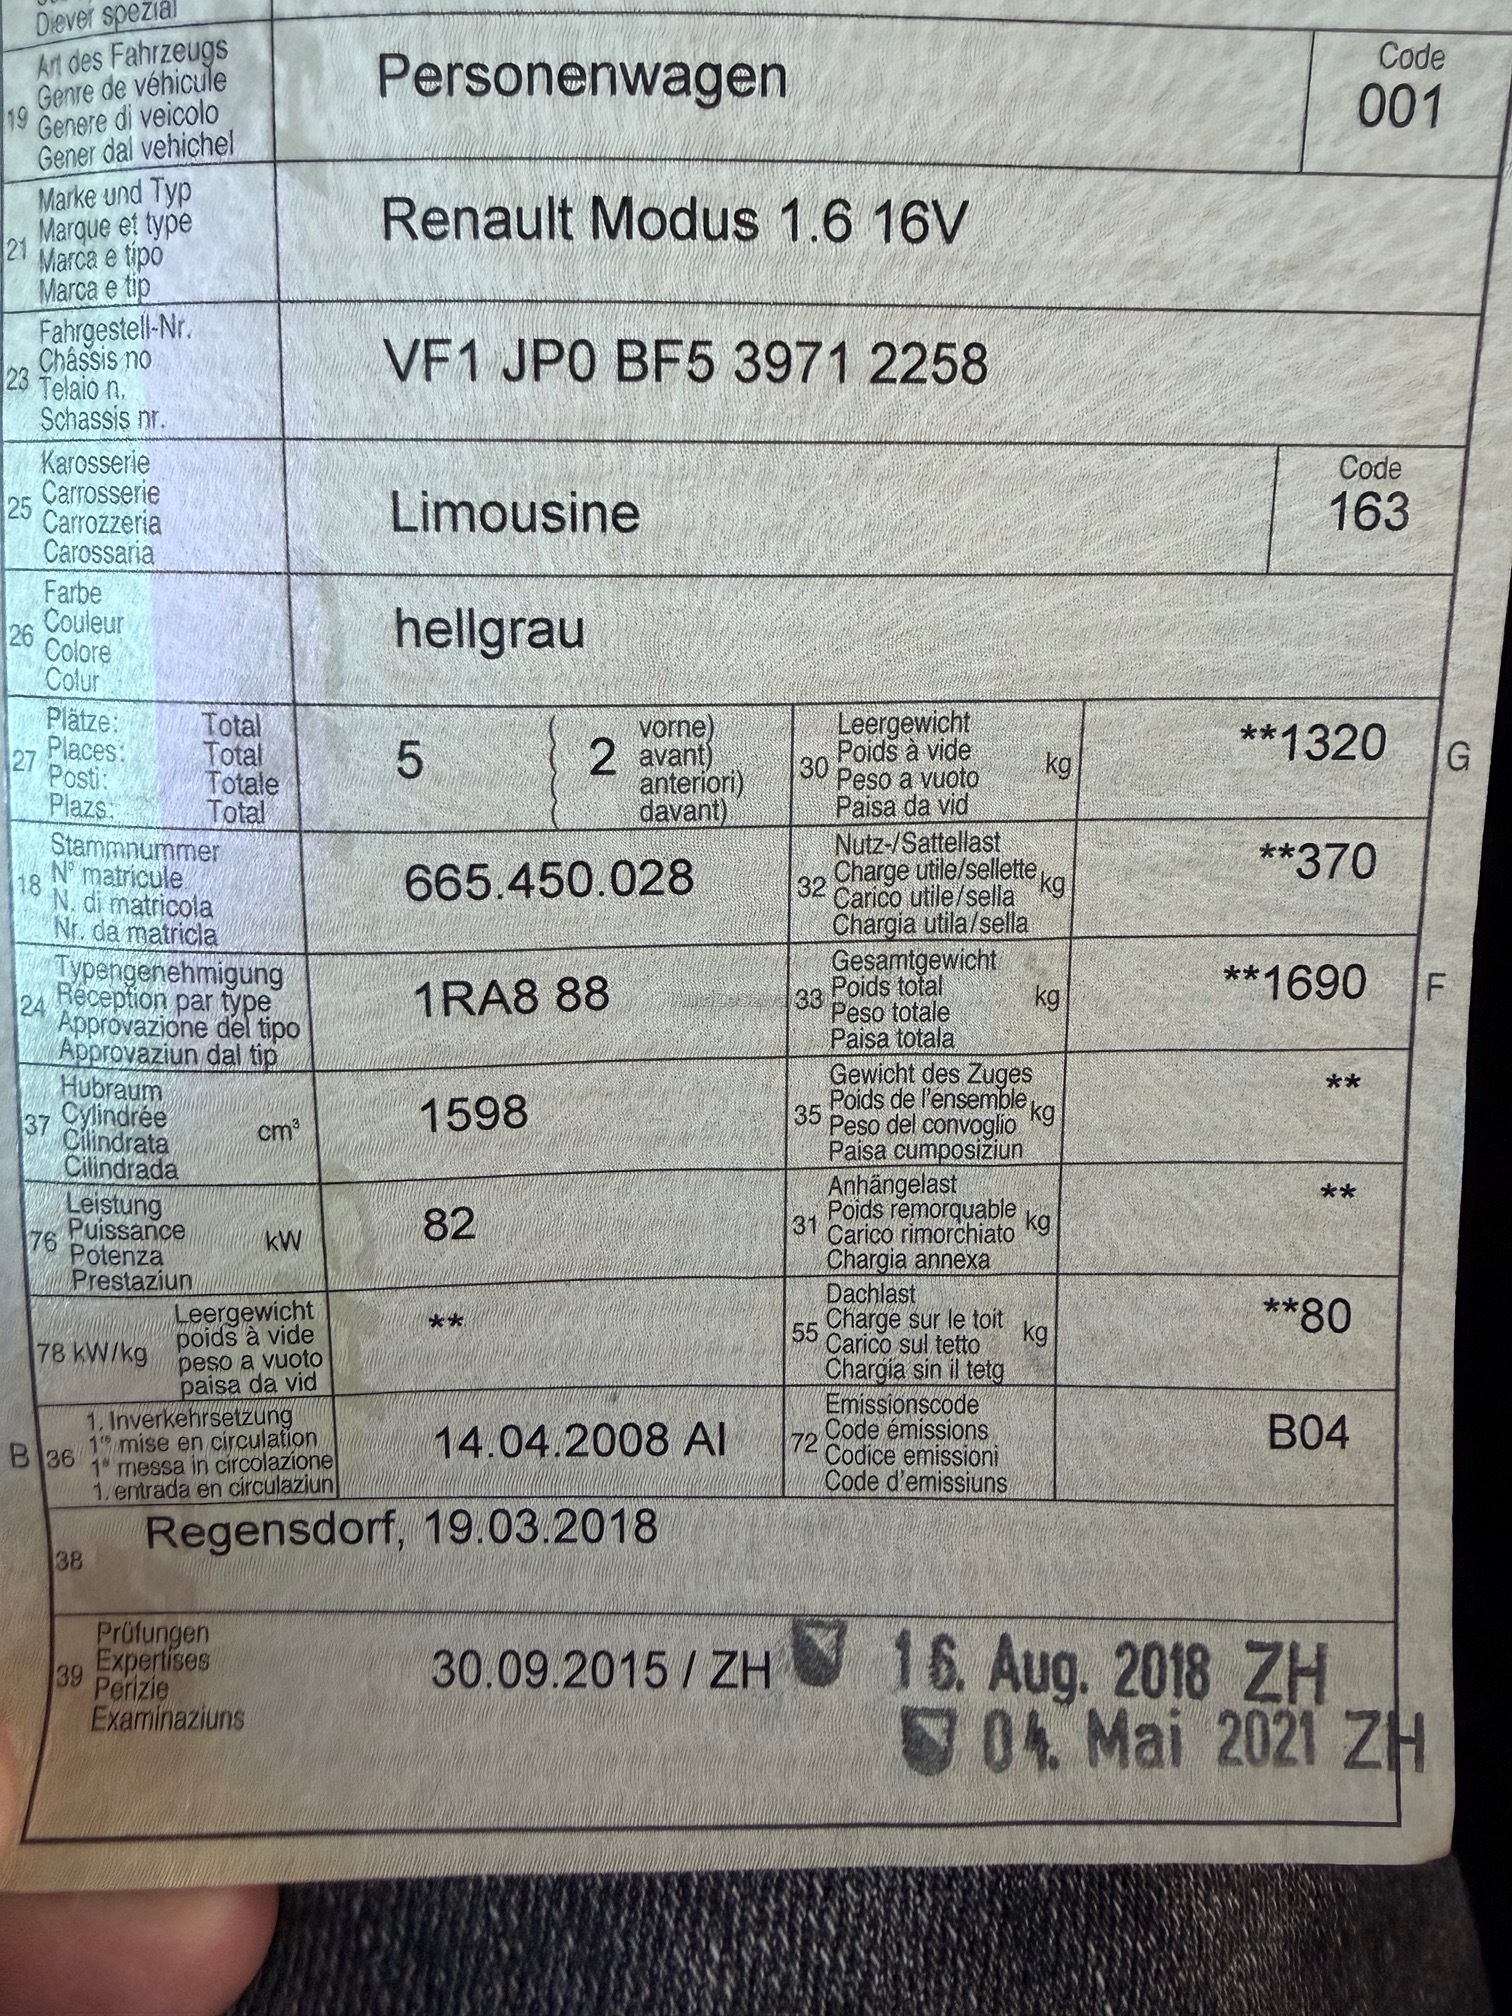 Diever spezial
19 Art des Fahrzeugs
Genre de véhicule
Genere di veicolo
Gener dal vehichel
Personenwagen
Code
001
21 Marke und Typ
Marque et type
Marca e tipo
Marca e tip
Renault Modus 1.6 16V
23 Fahrgestell-Nr.
Châssis no
Telaio n.
Schassis nr.
VF1 JP0 BF5 3971 2258
25 Karosserie
Carrosserie
Carrozzeria
Carossaria
Limousine
Code
163
26 Farbe
Couleur
Colore
Colur
hellgrau
27 Plätze: Total
Places: Total
Posti: Totale
Plazs: Total
5 ( 2 vorne)
( avant)
( anteriori)
( davant)
30 Leergewicht
Poids à vide kg
Peso a vuoto
Paisa da vid
**1320
G
18 Stammnummer
N° matricule
N. di matricola
Nr. da matricla
665.450.028
32 Nutz-/Sattellast
Charge utile/sellette kg
Carico utile/sella
Chargia utila/sella
**370
24 Typengenehmigung
Réception par type
Approvazione del tipo
Approvaziun dal tip
1RA8 88
33 Gesamtgewicht
Poids total kg
Peso totale
Paisa totala
**1690
F
37 Hubraum
Cylindrée cm³
Cilindrata
Cilindrada
1598
35 Gewicht des Zuges
Poids de l'ensemble kg
Peso del convoglio
Paisa cumposiziun
**
76 Leistung
Puissance kW
Potenza
Prestaziun
82
31 Anhängelast
Poids remorquable kg
Carico rimorchiato
Chargia annexa
**
78 kW/kg Leergewicht
poids à vide
peso a vuoto
paisa da vid
**
55 Dachlast
Charge sur le toit kg
Carico sul tetto
Chargia sin il tetg
**80
B 36 1. Inverkehrsetzung
1re mise en circulation
1a messa in circolazione
1. entrada en circulaziun
14.04.2008 AI
72 Emissionscode
Code émissions
Codice emissioni
Code d'emissiuns
B04
38 Regensdorf, 19.03.2018
39 Prüfungen
Expertises
Perizie
Examinaziuns
30.09.2015 / ZH
16. Aug. 2018 ZH
04. Mai 2021 ZH